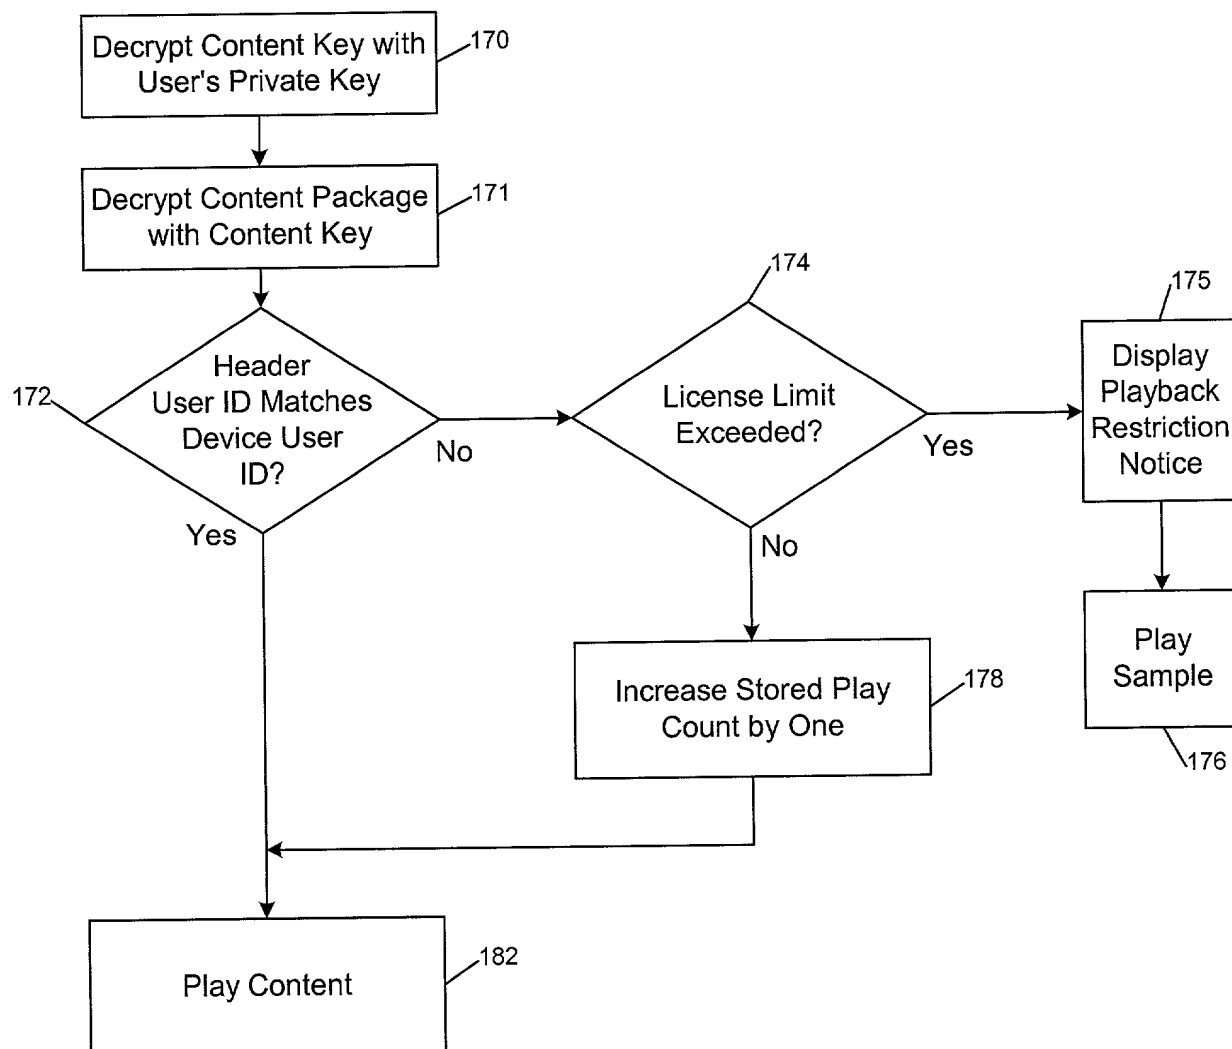 Decrypt Content Key with
User's Private Key
170
Decrypt Content Package
with Content Key
171
Header
User ID Matches
Device User
ID?
172
No
Yes
License Limit
Exceeded?
174
Yes
No
Display
Playback
Restriction
Notice
175
Play
Sample
176
Increase Stored Play
Count by One
178
Play Content
182